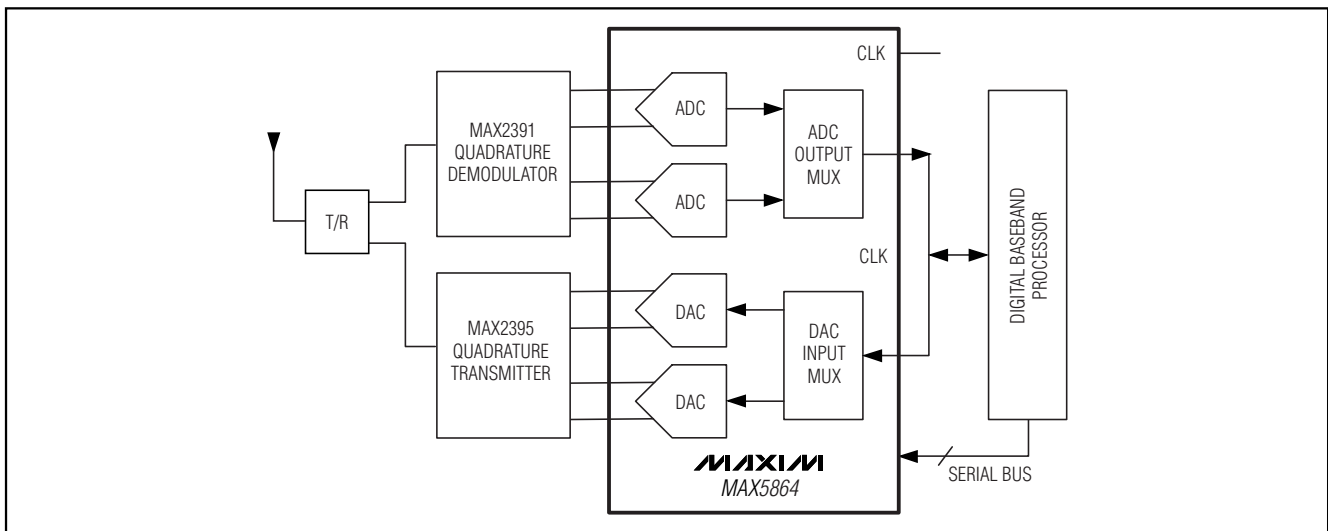 CLK
ADC
MAX2391
QUADRATURE
DEMODULATOR
ADC
OUTPUT
MUX
ADC
T/R
CLK
DIGITAL BASEBAND
PROCESSOR
DAC
MAX2395
QUADRATURE
TRANSMITTER
DAC
INPUT
MUX
DAC
MAXIM
MAX5864
SERIAL BUS